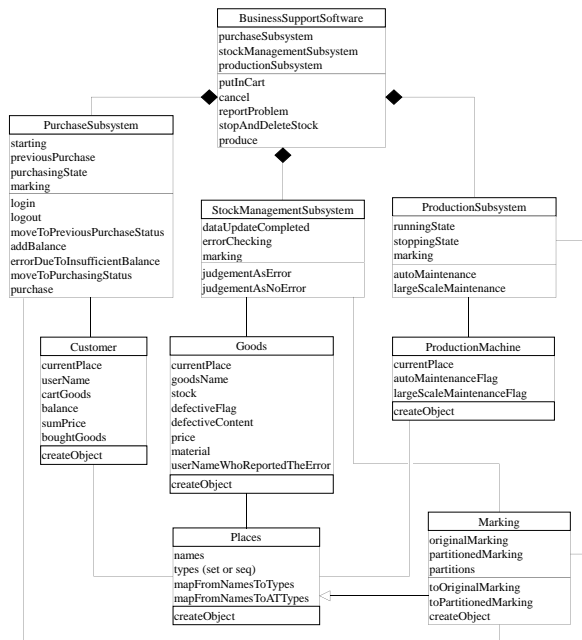 BusinessSupportSoftware
purchaseSubsystem
stockManagementSubsystem
productionSubsystem
putInCart
cancel
reportProblem
stopAndDeleteStock
produce
PurchaseSubsystem
starting
previousPurchase
purchasingState
marking
login
logout
moveToPreviousPurchaseStatus
addBalance
errorDueToInsufficientBalance
moveToPurchasingStatus
purchase
StockManagementSubsystem
dataUpdateCompleted
errorChecking
marking
judgementAsError
judgementAsNoError
ProductionSubsystem
runningState
stoppingState
marking
autoMaintenance
largeScaleMaintenance
Customer
currentPlace
userName
cartGoods
balance
sumPrice
boughtGoods
createObject
Goods
currentPlace
goodsName
stock
defectiveFlag
defectiveContent
price
material
userNameWhoReportedTheError
createObject
ProductionMachine
currentPlace
autoMaintenanceFlag
largeScaleMaintenanceFlag
createObject
Places
names
types (set or seq)
mapFromNamesToTypes
mapFromNamesToATTypes
createObject
Marking
originalMarking
partitionedMarking
partitions
toOriginalMarking
toPartitionedMarking
createObject